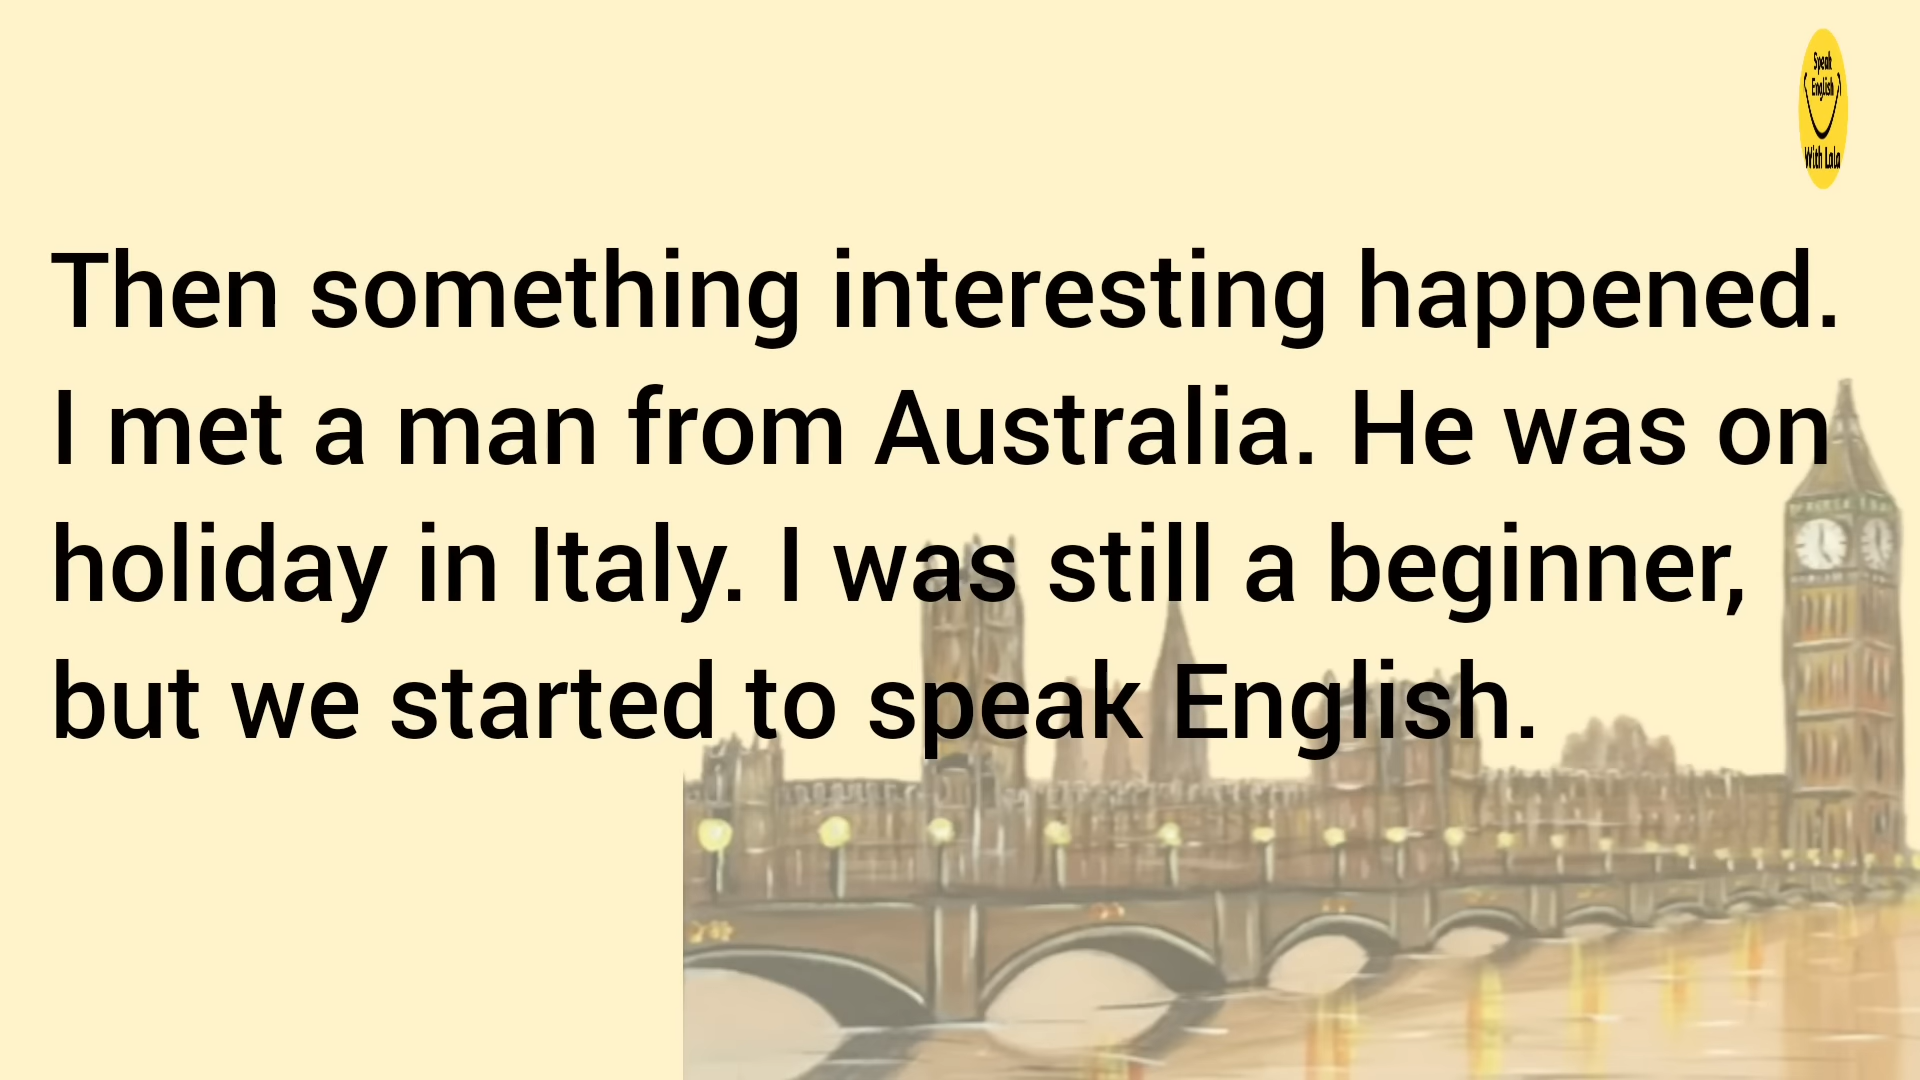 Speak
English
With Lala
Then something interesting happened.
I met a man from Australia. He was on
holiday in Italy. I was still a beginner,
but we started to speak English.